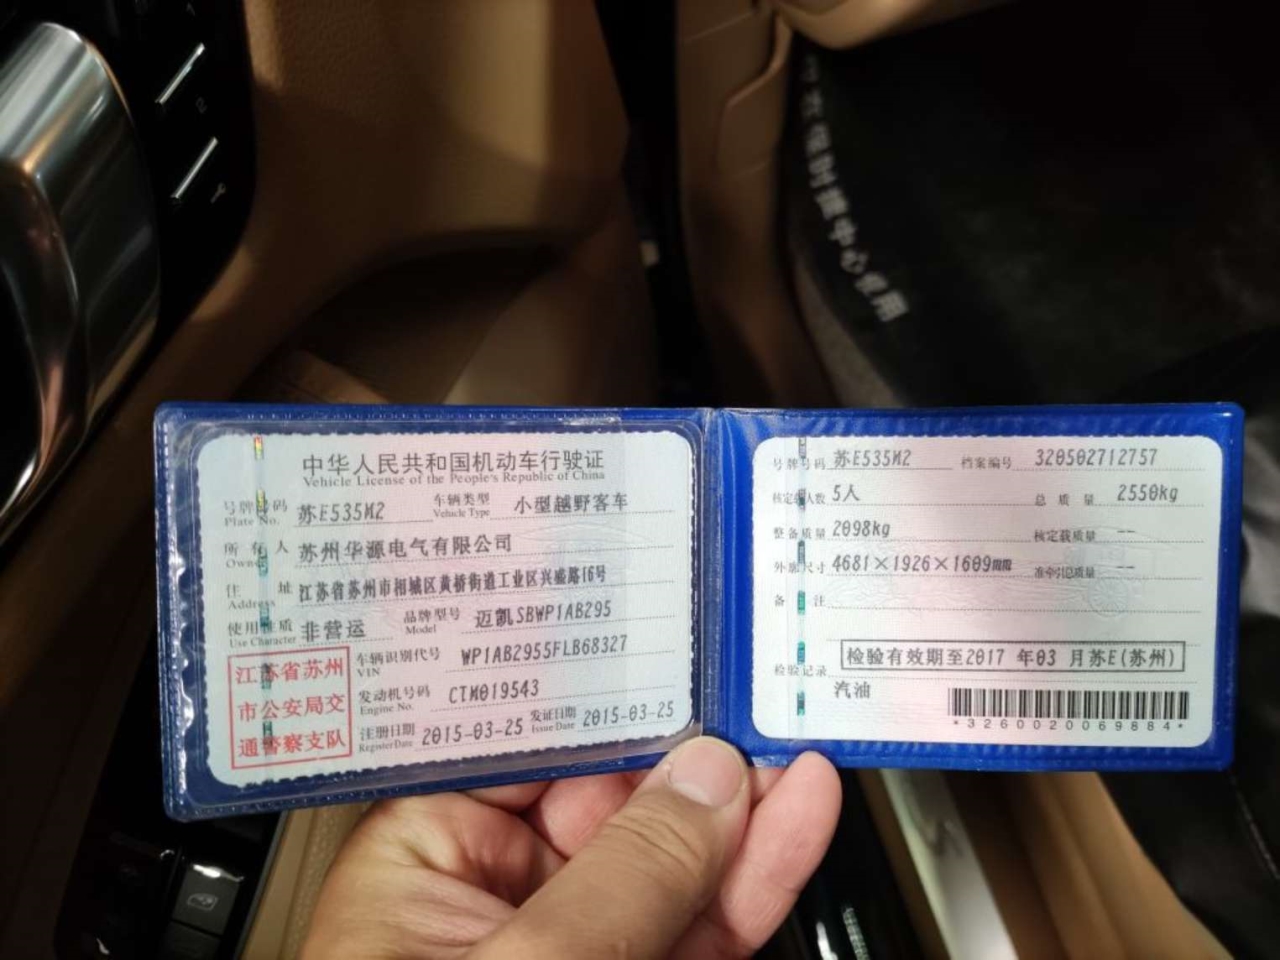 中华人民共和国机动车行驶证
Vehicle License of the People's Republic of China
号牌号码 苏E535M2 车辆类型 小型越野客车
Plate No. Vehicle Type
所有人 苏州华源电气有限公司
Owner
住址 江苏省苏州市相城区黄桥街道工业区兴盛路16号
Address
使用性质 非营运 品牌型号 迈凯SBWP1AB295
Use Character Model
江苏省苏州
市公安局交
通警察支队
车辆识别代号 WP1AB2955FLB68327
VIN
发动机号码 CTM019543
Engine No.
注册日期 2015-03-25 发证日期 2015-03-25
Register Date Issue Date
号牌号码 苏E535M2 档案编号 320502712757
核定载人数 5人 总质量 2550kg
整备质量 2098kg 核定载质量 --
外廓尺寸 4681×1926×1609mm 准牵引总质量 --
备注
检验记录 检验有效期至2017 年03 月苏E(苏州)
汽油
*3260020069884*